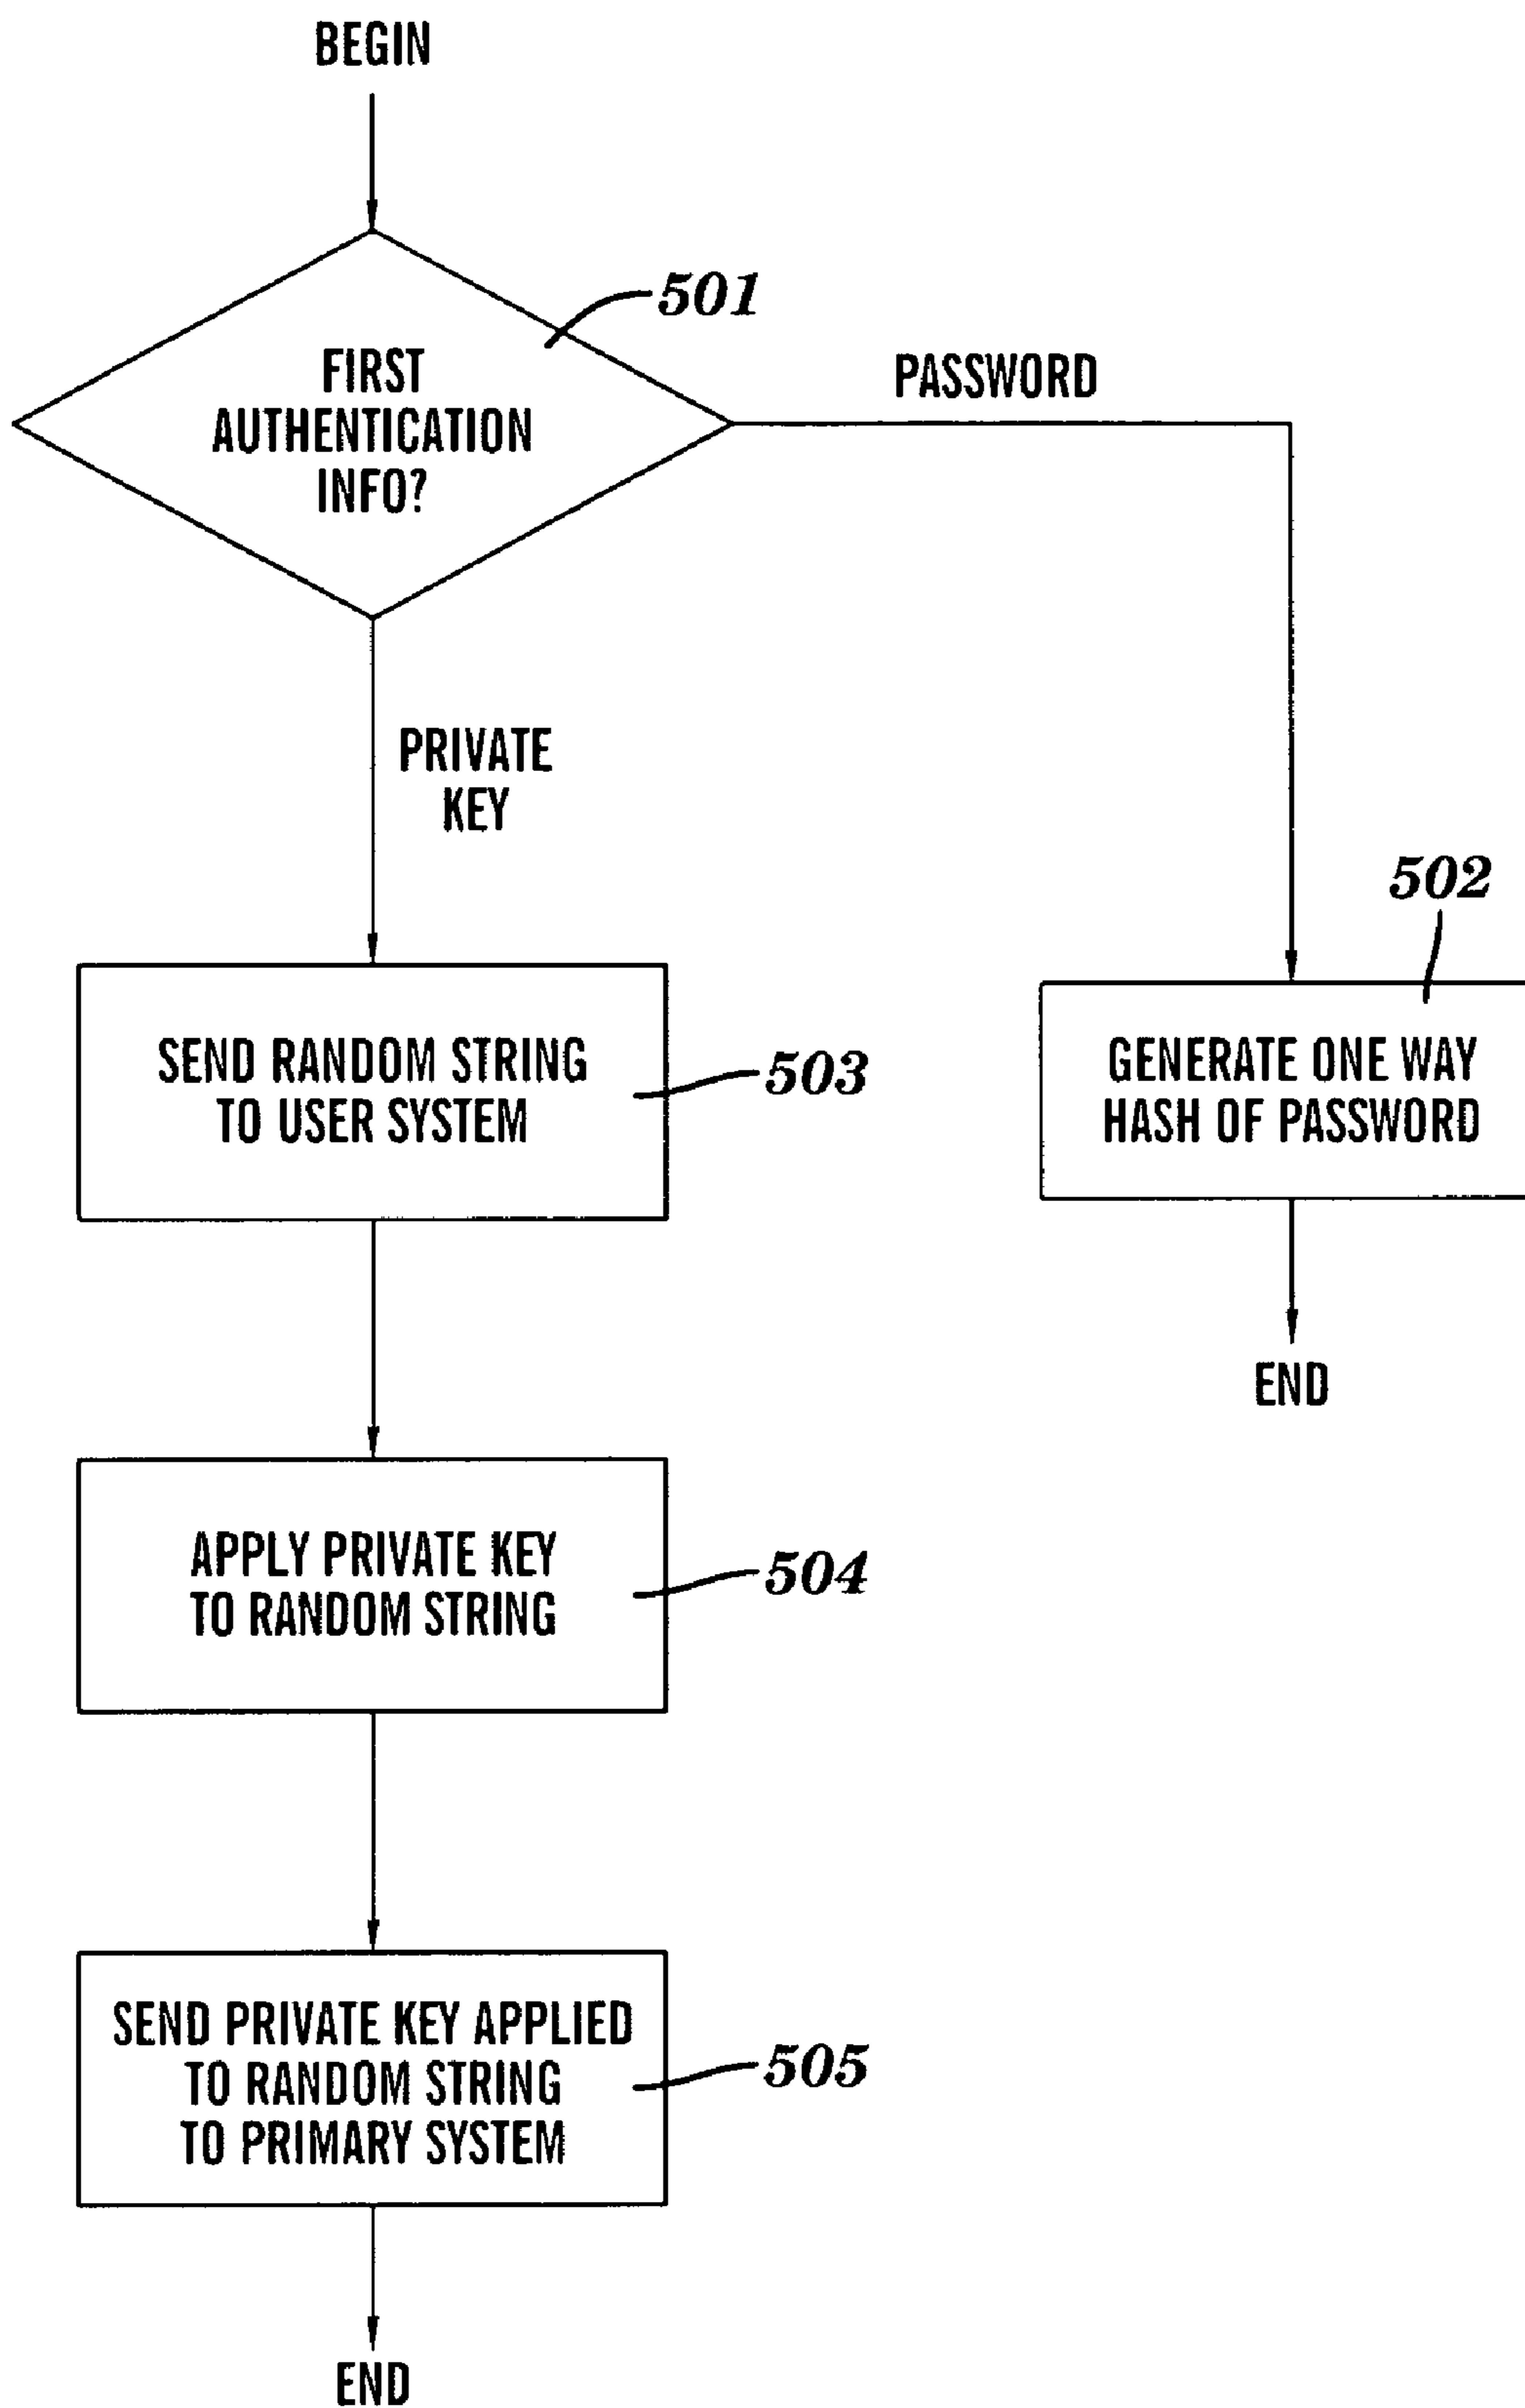 BEGIN
501
FIRST
AUTHENTICATION
INFO?
PASSWORD
PRIVATE
KEY
502
SEND RANDOM STRING
TO USER SYSTEM
503
GENERATE ONE WAY
HASH OF PASSWORD
END
APPLY PRIVATE KEY
TO RANDOM STRING
504
SEND PRIVATE KEY APPLIED
TO RANDOM STRING
TO PRIMARY SYSTEM
505
END